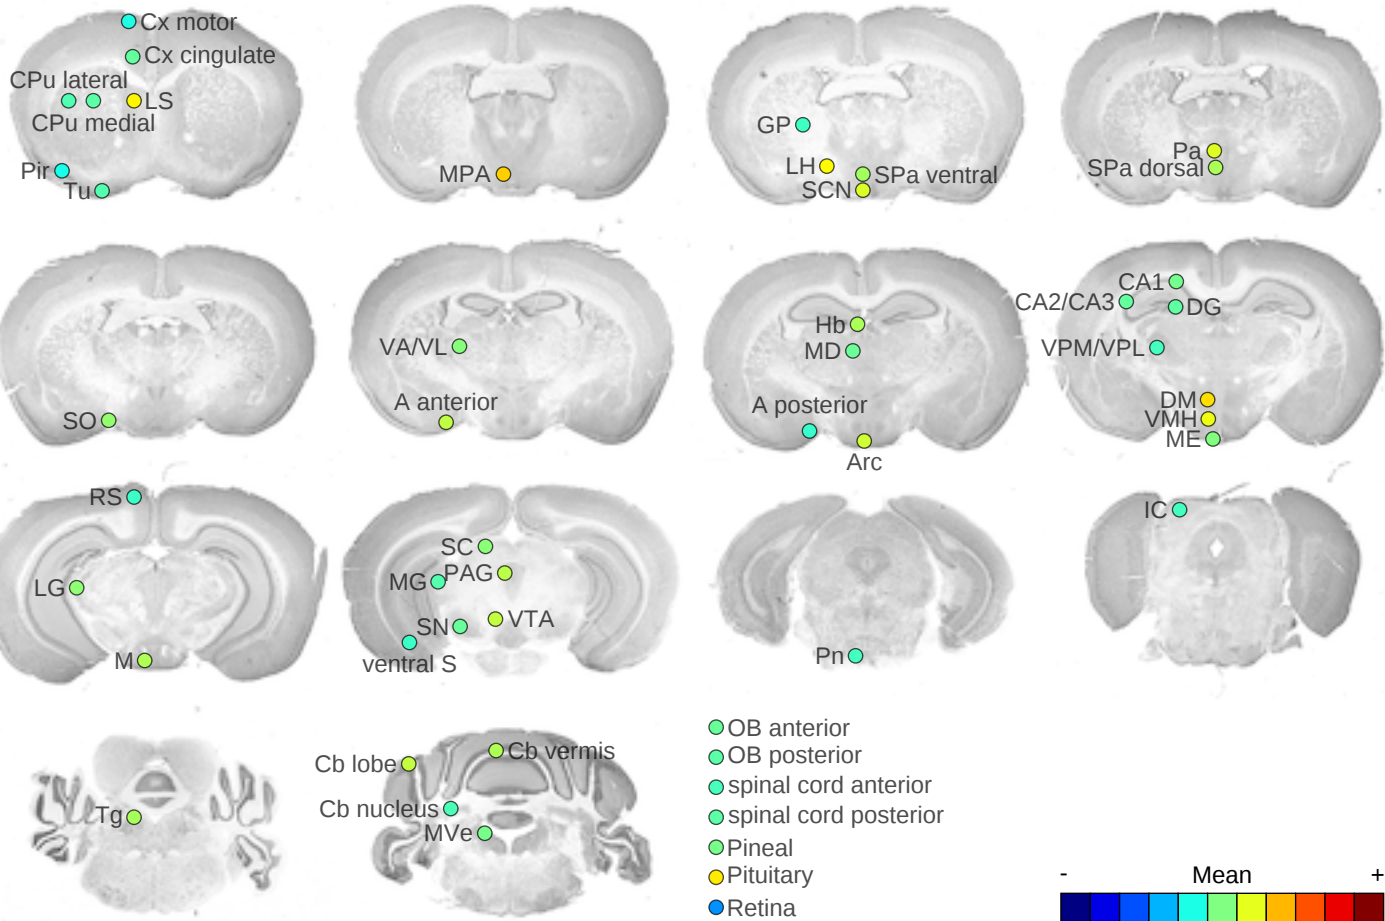 Cx motor
Cx cingulate
CPu lateral
LS
CPu medial
Pir
Tu
MPA
GP
LH
SPa ventral
SCN
Pa
SPa dorsal
SO
VA/VL
A anterior
Hb
MD
A posterior
Arc
CA1
CA2/CA3
DG
VPM/VPL
DM
VMH
ME
RS
LG
M
SC
MG
PAG
SN
VTA
ventral S
Pn
IC
Tg
Cb lobe
Cb vermis
Cb nucleus
MVe
OB anterior
OB posterior
spinal cord anterior
spinal cord posterior
Pineal
Pituitary
Retina
- Mean +